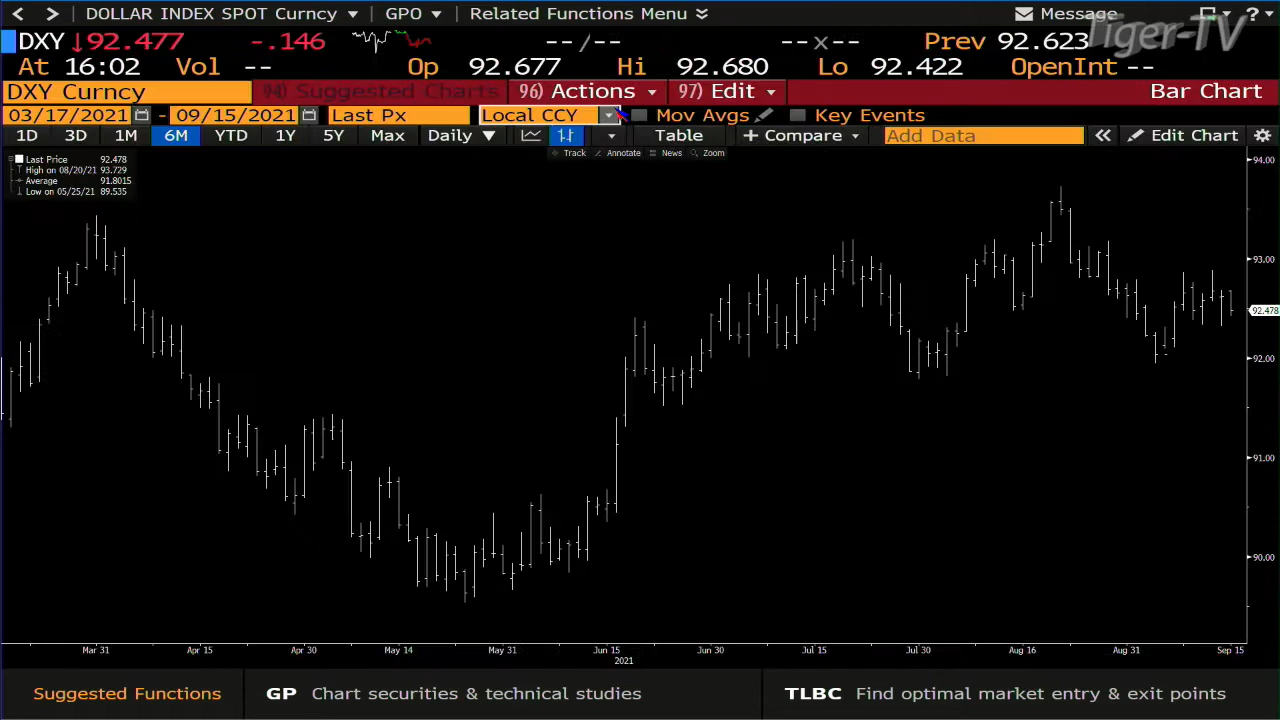 < > DOLLAR INDEX SPOT Curncy GPO Related Functions Menu Message ?
Tiger-TV
DXY ↓92.477 -.146 --/-- --x-- Prev 92.623
At 16:02 Vol -- Op 92.677 Hi 92.680 Lo 92.422 OpenInt --
DXY Curncy 94) Suggested Charts 96) Actions 97) Edit Bar Chart
03/17/2021 - 09/15/2021 Last Px Local CCY Mov Avgs Key Events
1D 3D 1M 6M YTD 1Y 5Y Max Daily ▼ Table + Compare Add Data « Edit Chart
Track Annotate News Zoom
Last Price 92.478
High on 08/20/21 93.729
Average 91.8015
Low on 05/25/21 89.535
94.00
93.00
92.478
92.00
91.00
90.00
Mar 31 Apr 15 Apr 30 May 14 May 31 Jun 15 Jun 30 Jul 15 Jul 30 Aug 16 Aug 31 Sep 15
2021
Suggested Functions GP Chart securities & technical studies TLBC Find optimal market entry & exit points